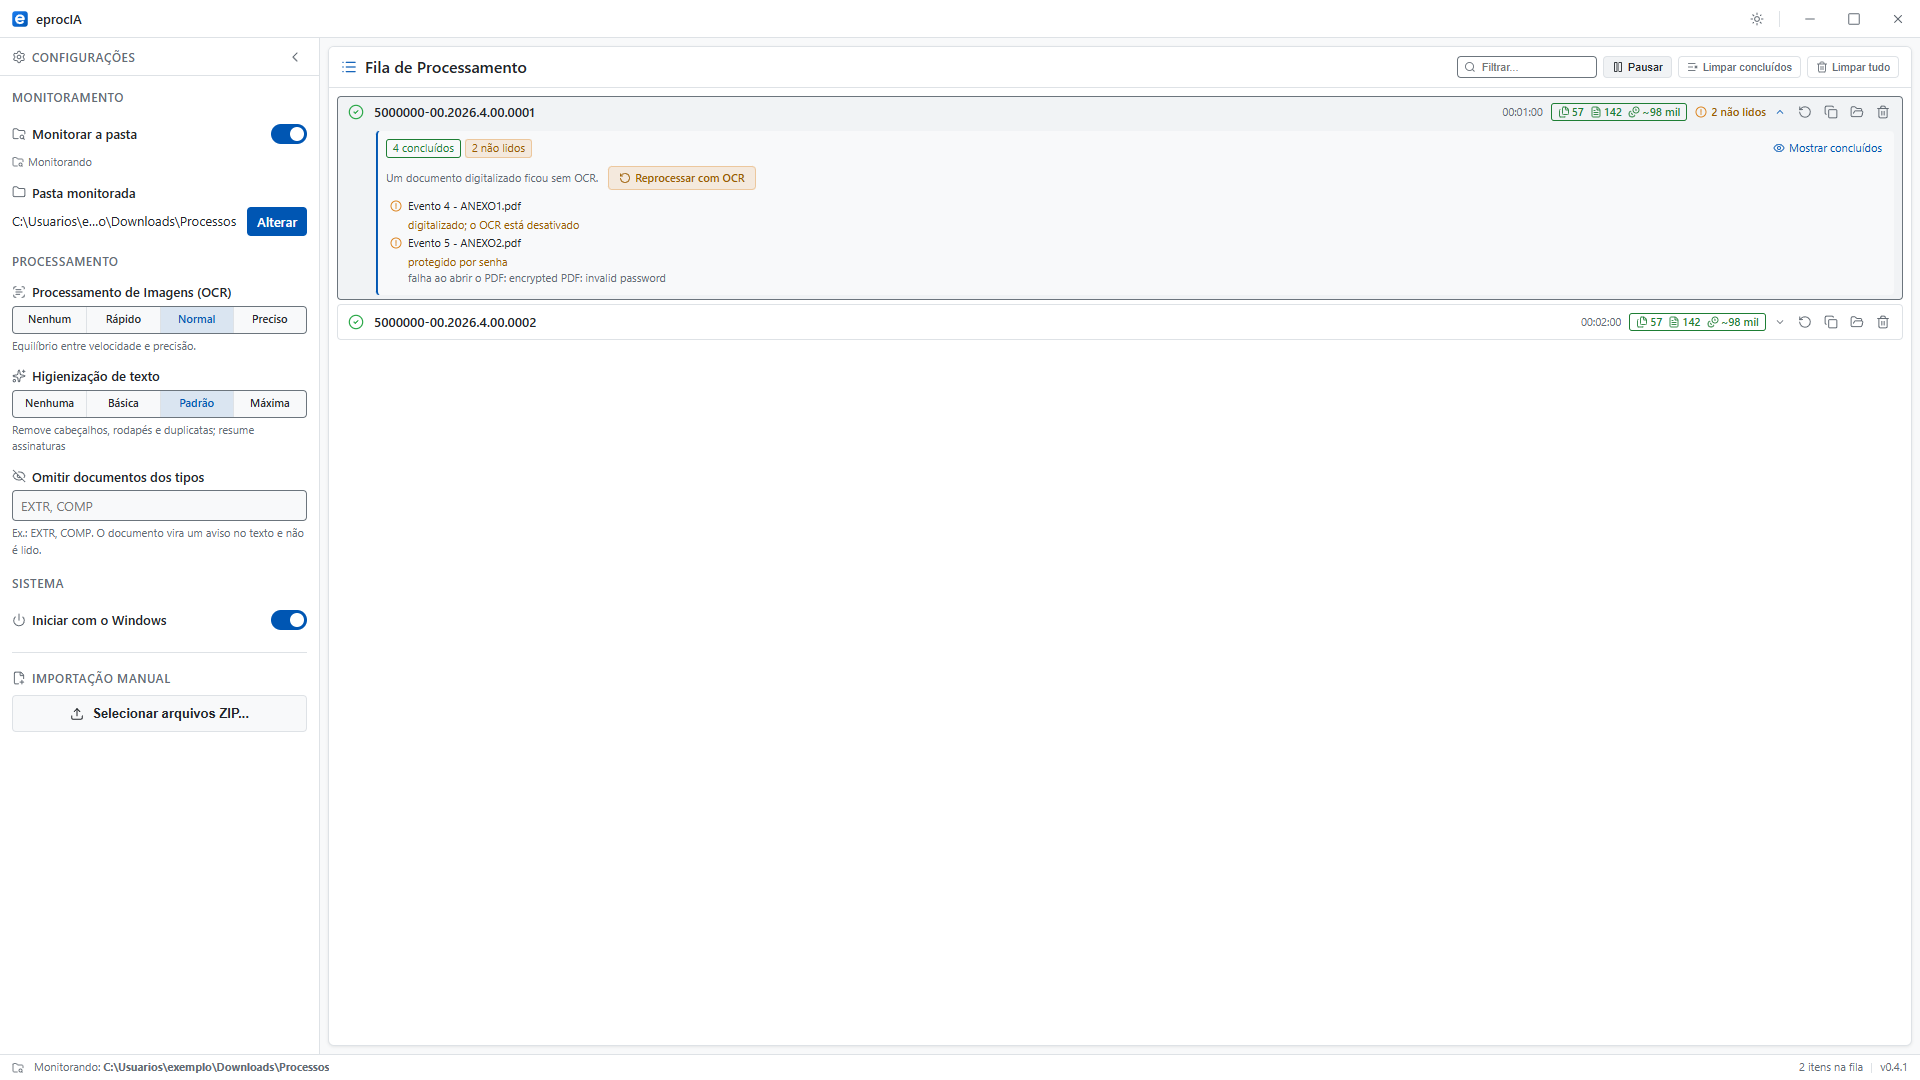 eprocIA
CONFIGURAÇÕES
MONITORAMENTO
Monitorar a pasta
Monitorando
Pasta monitorada
C:\Usuarios\e...o\Downloads\Processos
Alterar
PROCESSAMENTO
Processamento de Imagens (OCR)
Nenhum Rápido Normal Preciso
Equilíbrio entre velocidade e precisão.
Higienização de texto
Nenhuma Básica Padrão Máxima
Remove cabeçalhos, rodapés e duplicatas; resume
assinaturas
Omitir documentos dos tipos
EXTR, COMP
Ex.: EXTR, COMP. O documento vira um aviso no texto e não
é lido.
SISTEMA
Iniciar com o Windows
IMPORTAÇÃO MANUAL
Selecionar arquivos ZIP...
Fila de Processamento
Filtrar... Pausar Limpar concluídos Limpar tudo
5000000-00.2026.4.00.0001 00:01:00 57 142 ~98 mil 2 não lidos
4 concluídos 2 não lidos Mostrar concluídos
Um documento digitalizado ficou sem OCR. Reprocessar com OCR
Evento 4 - ANEXO1.pdf
digitalizado; o OCR está desativado
Evento 5 - ANEXO2.pdf
protegido por senha
falha ao abrir o PDF: encrypted PDF: invalid password
5000000-00.2026.4.00.0002 00:02:00 57 142 ~98 mil
Monitorando: C:\Usuarios\exemplo\Downloads\Processos
2 itens na fila v0.4.1